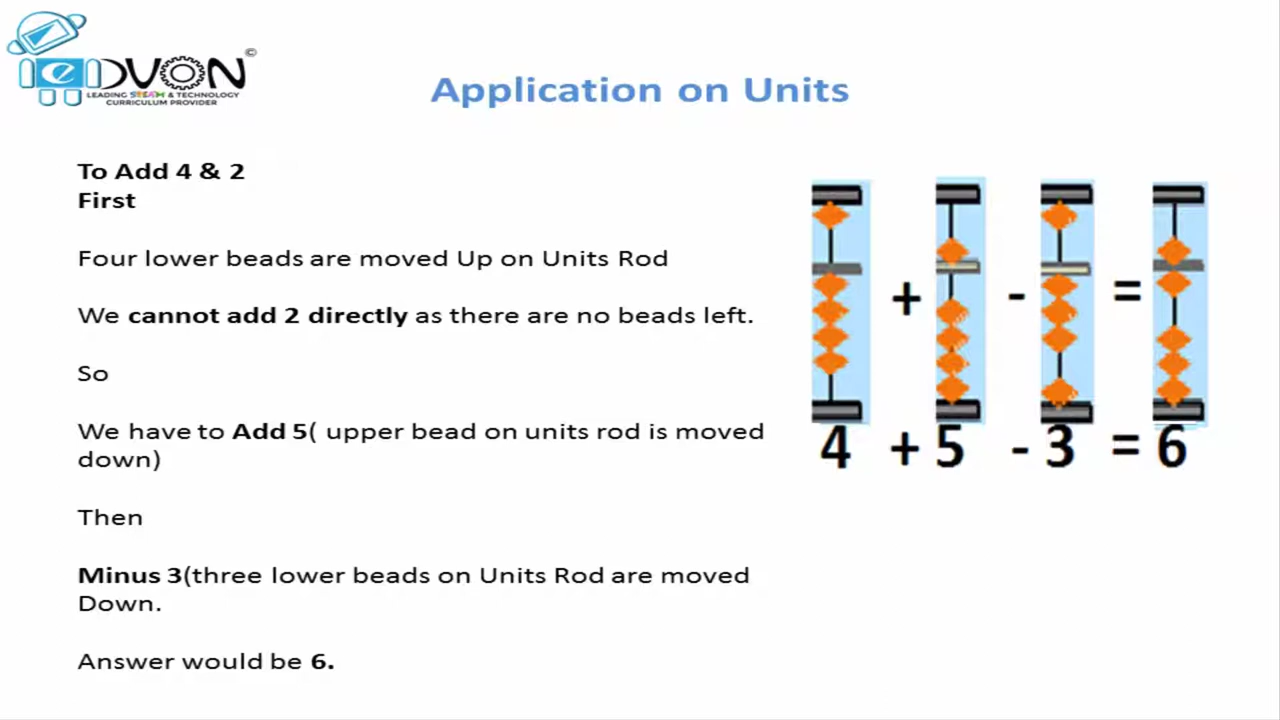 eDVON©
LEADING STEAM & TECHNOLOGY
CURRICULUM PROVIDER
Application on Units
To Add 4 & 2
First
Four lower beads are moved Up on Units Rod
We cannot add 2 directly as there are no beads left.
So
We have to Add 5( upper bead on units rod is moved
down)
Then
Minus 3(three lower beads on Units Rod are moved
Down.
Answer would be 6.
+ - =
4 + 5 - 3 = 6